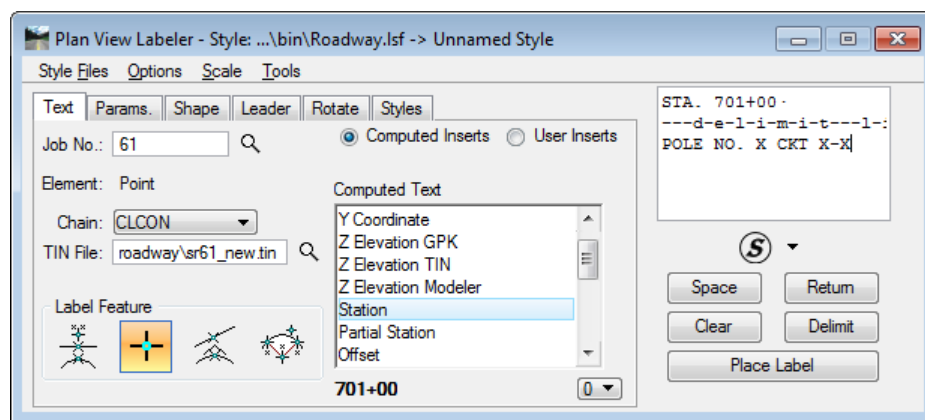 Plan View Labeler - Style: ...\bin\Roadway.lsf -> Unnamed Style
Style Files Options Scale Tools
Text Params. Shape Leader Rotate Styles
Job No.: 61
Computed Inserts User Inserts
Element: Point
Chain: CLCON
TIN File: roadway\sr61_new.tin
Label Feature
Computed Text
Y Coordinate
Z Elevation GPK
Z Elevation TIN
Z Elevation Modeler
Station
Partial Station
Offset
701+00
0
STA. 701+00
---d-e-l-i-m-i-t---l-i
POLE NO. X CKT X-X
S
Space Return
Clear Delimit
Place Label